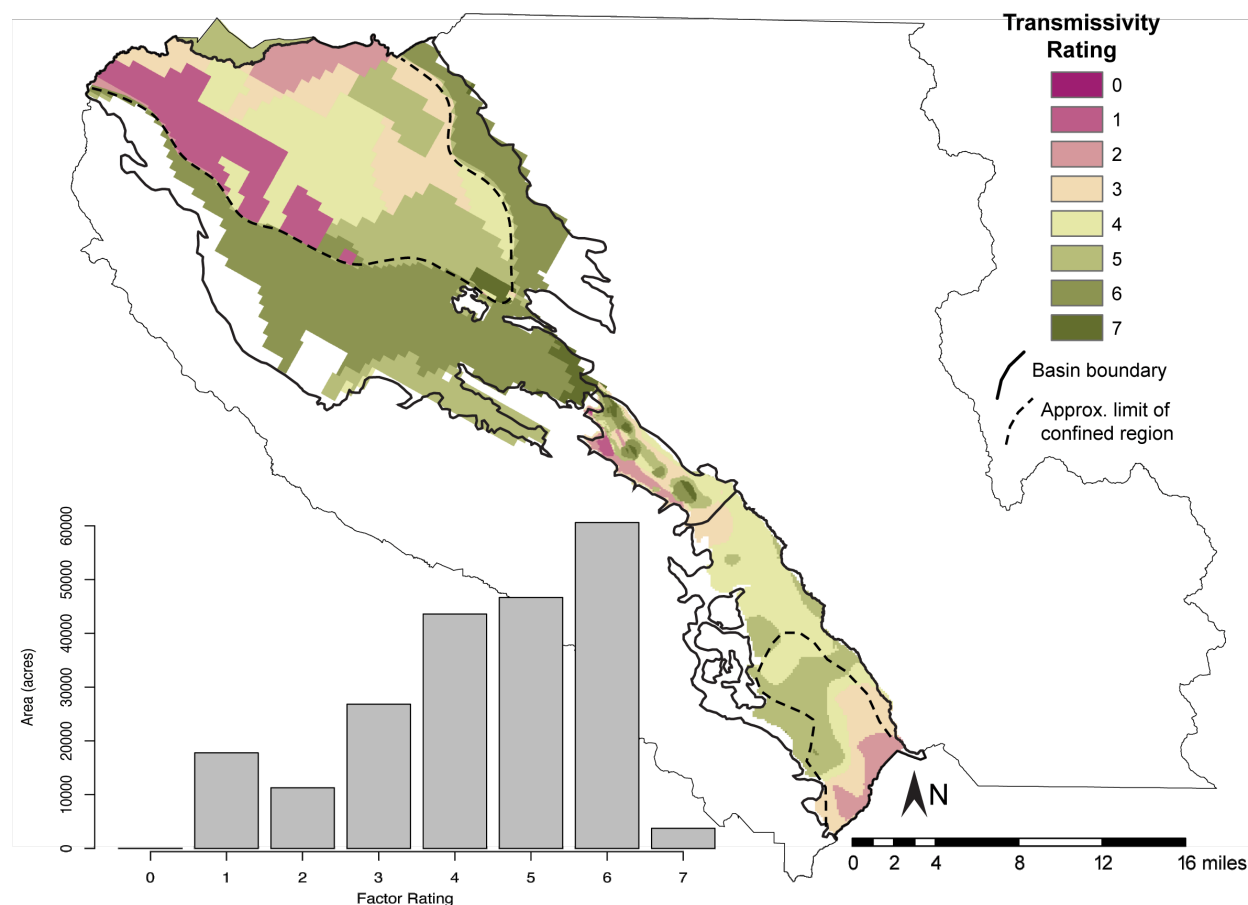 Transmissivity
Rating
0
1
2
3
4
5
6
7
Basin boundary
Approx. limit of
confined region
N
0 2 4 8 12 16 miles
Area (acres)
60000
50000
40000
30000
20000
10000
0
0 1 2 3 4 5 6 7
Factor Rating